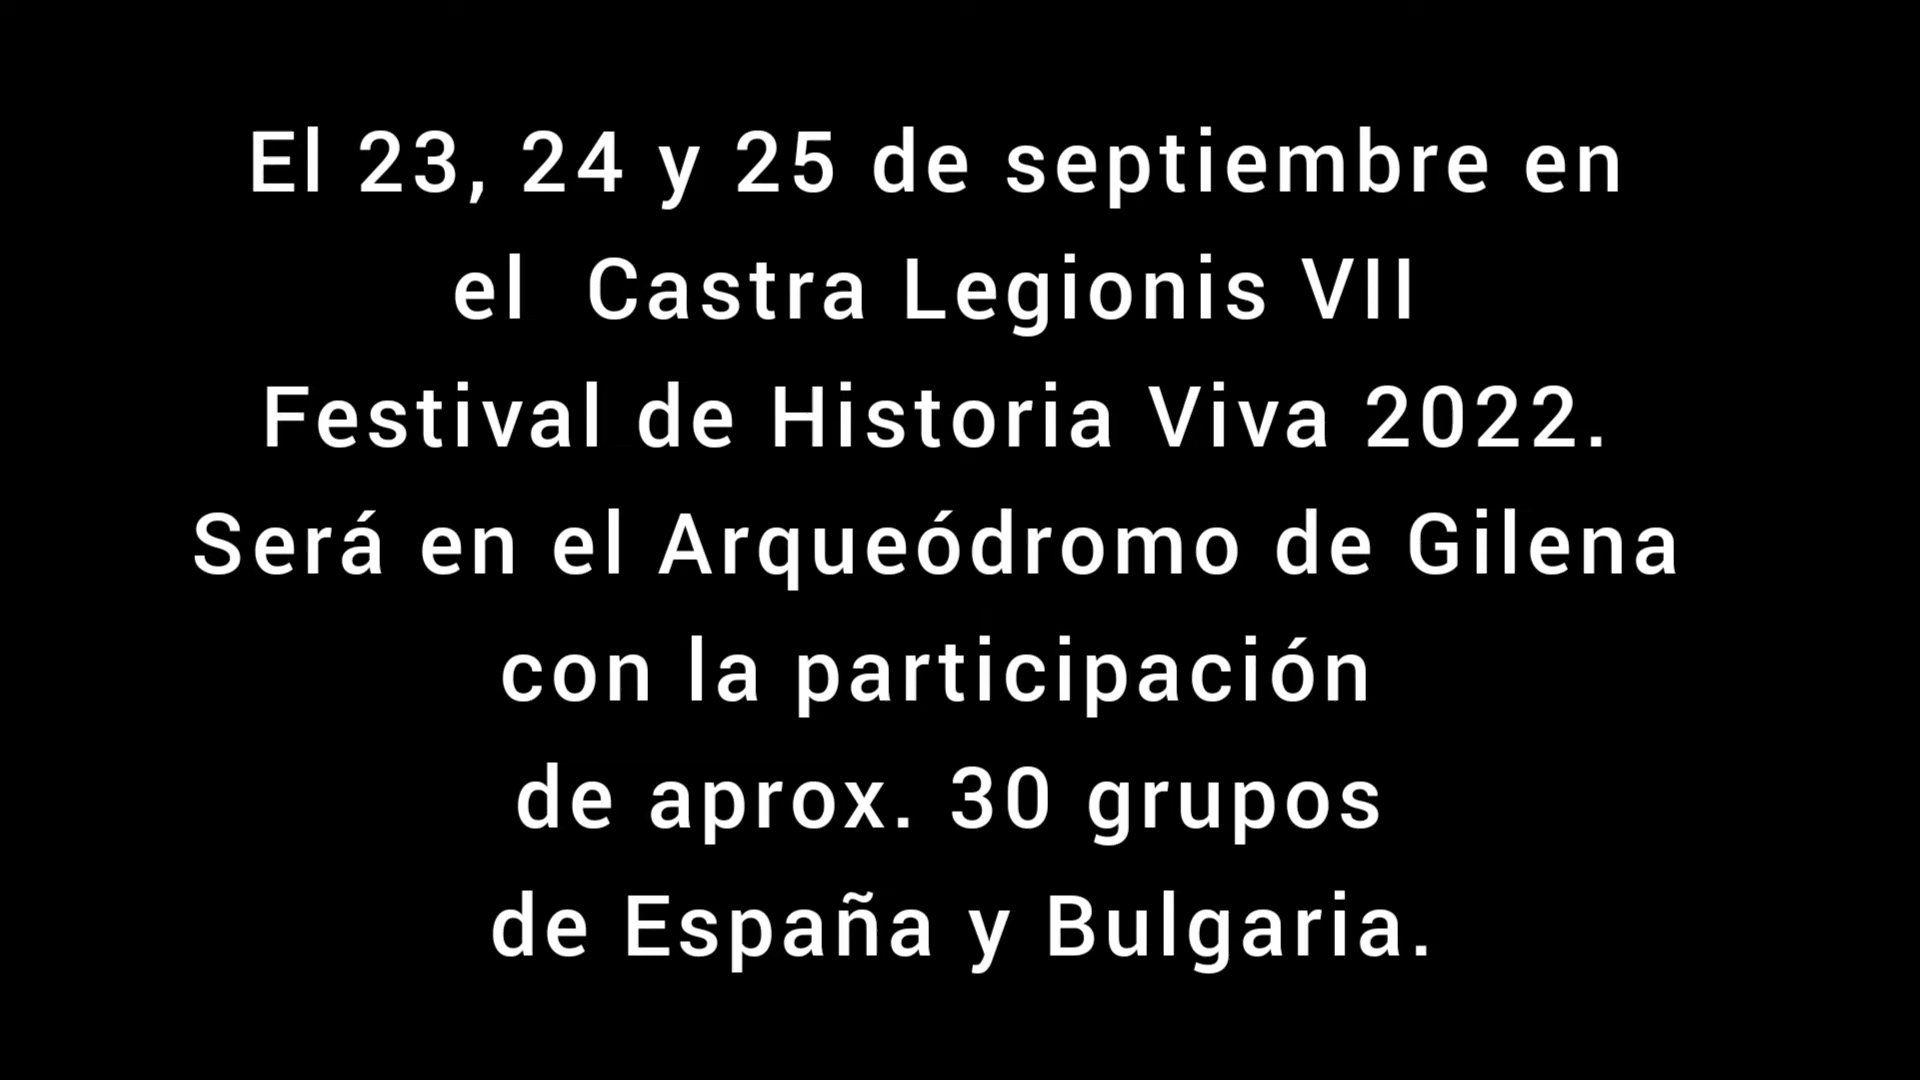 El 23, 24 y 25 de septiembre en
el Castra Legionis VII
Festival de Historia Viva 2022.
Será en el Arqueódromo de Gilena
con la participación
de aprox. 30 grupos
de España y Bulgaria.